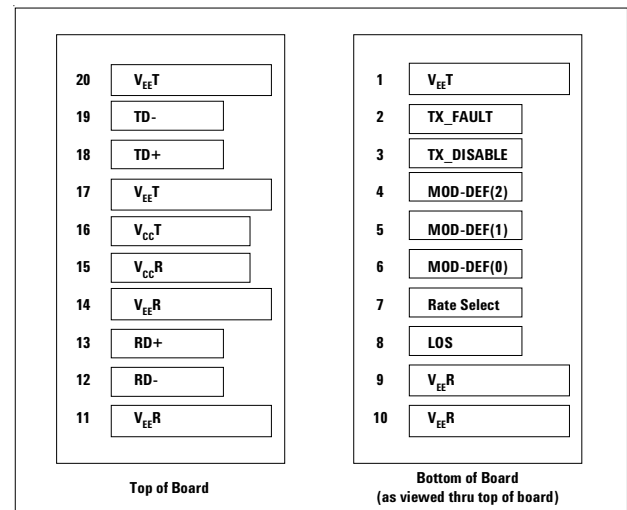 20 VEET
19 TD-
18 TD+
17 VEET
16 VCCT
15 VCCR
14 VEER
13 RD+
12 RD-
11 VEER
Top of Board
1 VEET
2 TX_FAULT
3 TX_DISABLE
4 MOD-DEF(2)
5 MOD-DEF(1)
6 MOD-DEF(0)
7 Rate Select
8 LOS
9 VEER
10 VEER
Bottom of Board
(as viewed thru top of board)